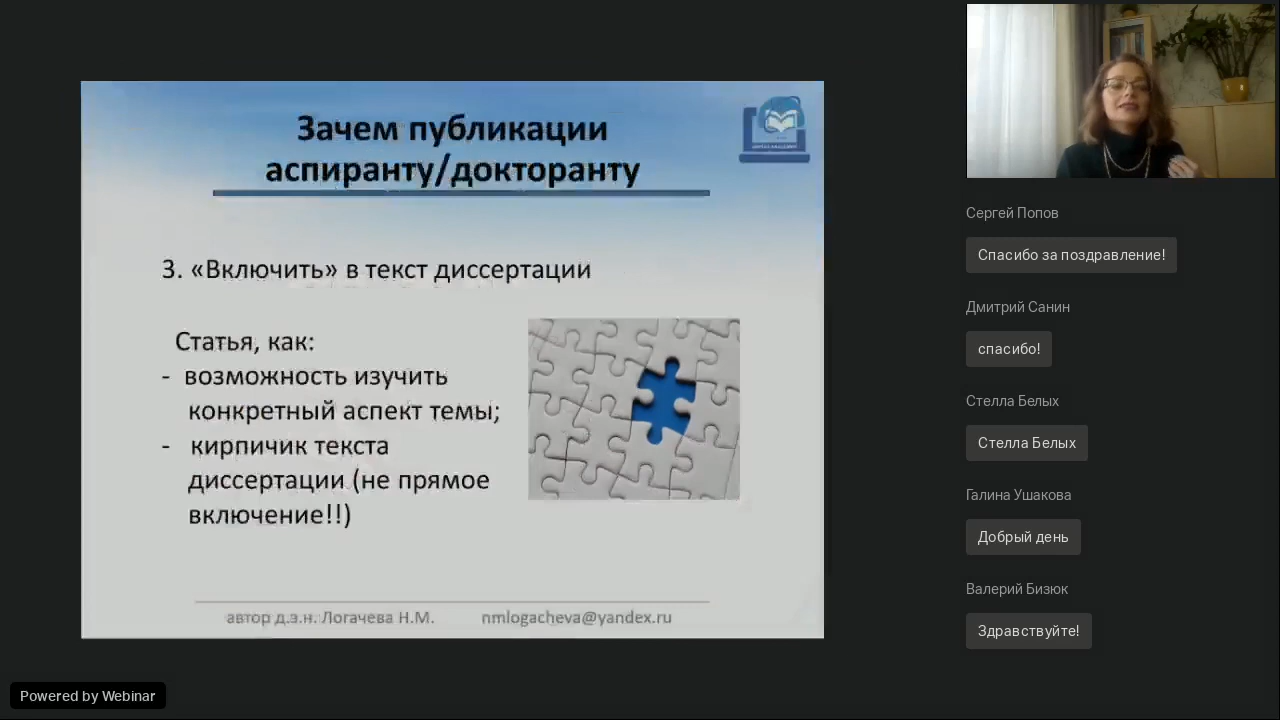 Зачем публикации
аспиранту/докторанту
3. «Включить» в текст диссертации
Статья, как:
- возможность изучить
конкретный аспект темы;
- кирпичик текста
диссертации (не прямое
включение!!)
автор д.э.н. Логачева Н.М. nmlogacheva@yandex.ru
Сергей Попов
Спасибо за поздравление!
Дмитрий Санин
спасибо!
Стелла Белых
Стелла Белых
Галина Ушакова
Добрый день
Валерий Бизюк
Здравствуйте!
Powered by Webinar